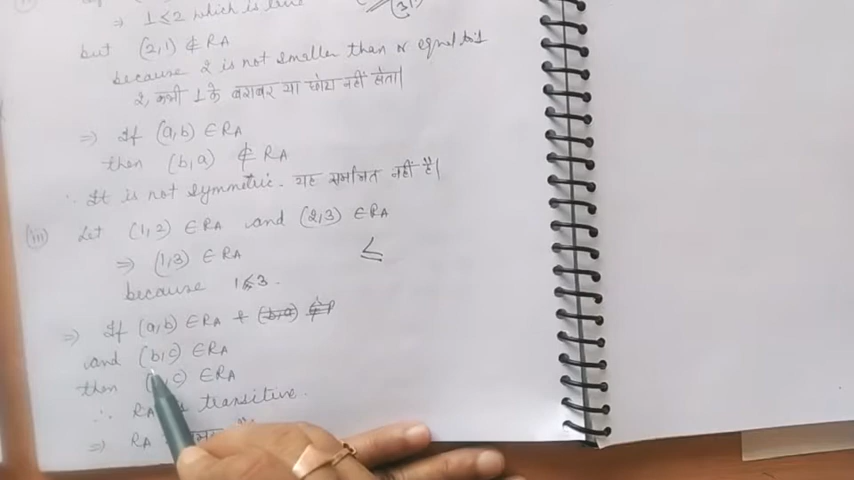 ⇒ 1 ≤ 2 which is true
but (2,1) ∉ RA
because 2 is not smaller than or equal to 1
2, कभी 1 के बराबर या छोटा नहीं होता।
⇒ If (a,b) ∈ RA
then (b,a) ∉ RA
∴ It is not symmetric. यह सममित नहीं है।
(iii) Let (1,2) ∈ RA and (2,3) ∈ RA
⇒ (1,3) ∈ RA
≤
because 1≤3.
⇒ If (a,b) ∈ RA
and (b,c) ∈ RA
then ,c) ∈ RA
∴ RA is transitive.
⇒ RA